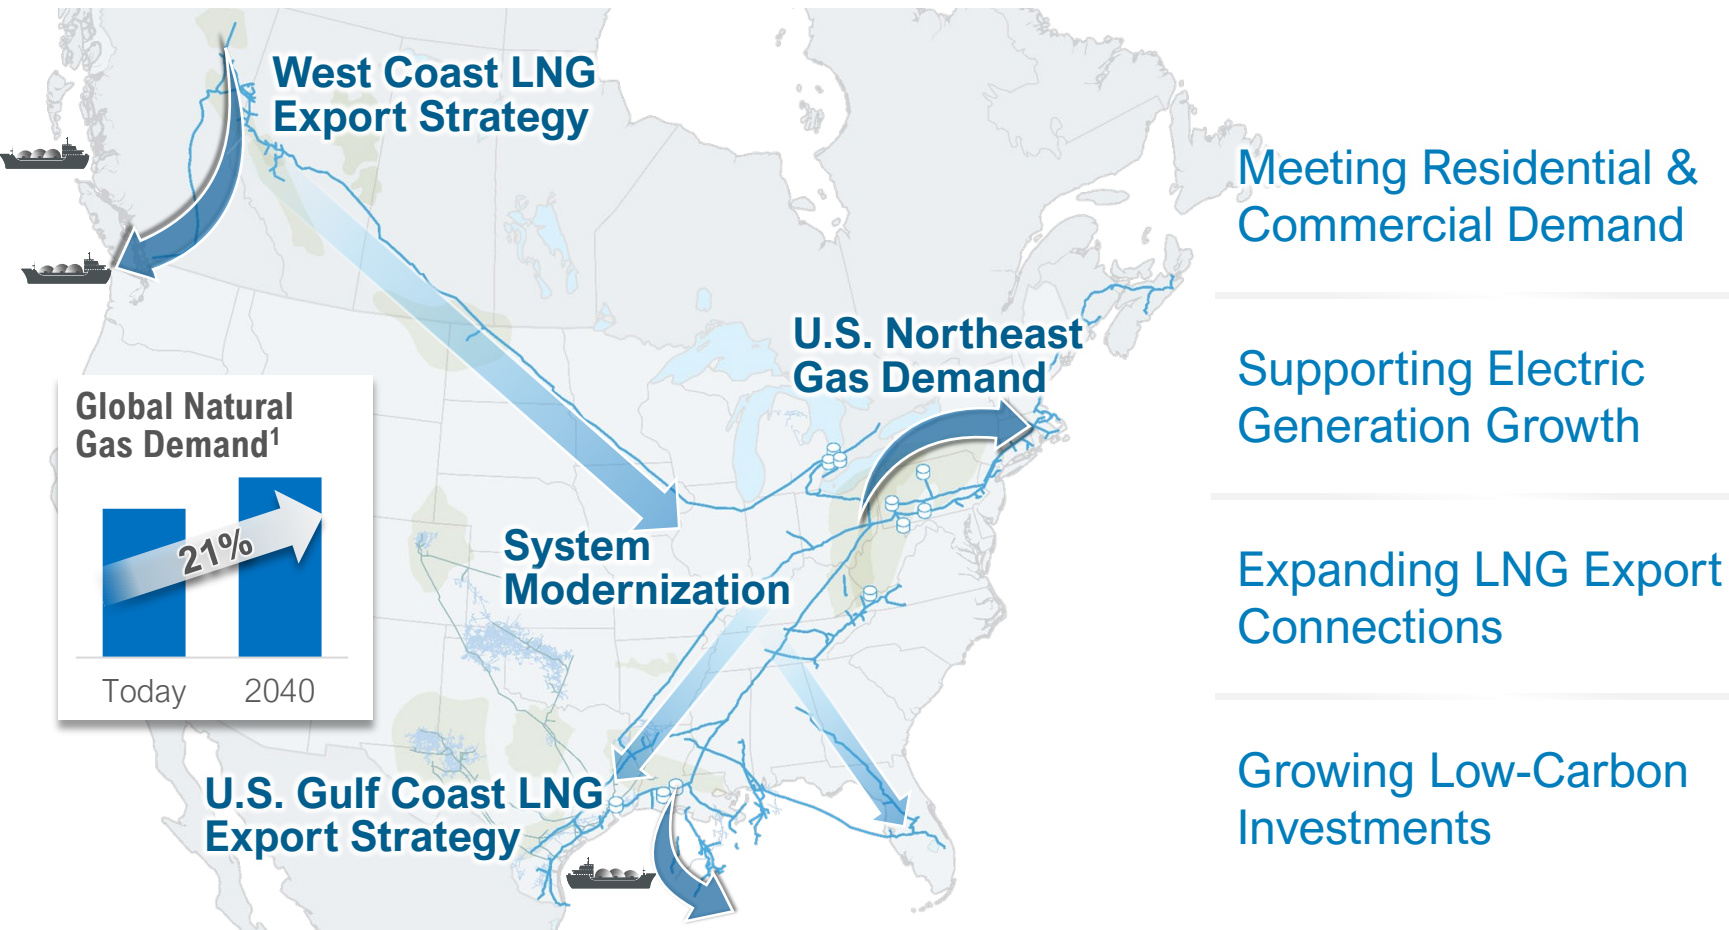 West Coast LNG
Export Strategy
Meeting Residential &
Commercial Demand
U.S. Northeast
Gas Demand
Supporting Electric
Generation Growth
Global Natural
Gas Demand¹
21%
Today 2040
System
Modernization
Expanding LNG Export
Connections
U.S. Gulf Coast LNG
Export Strategy
Growing Low-Carbon
Investments